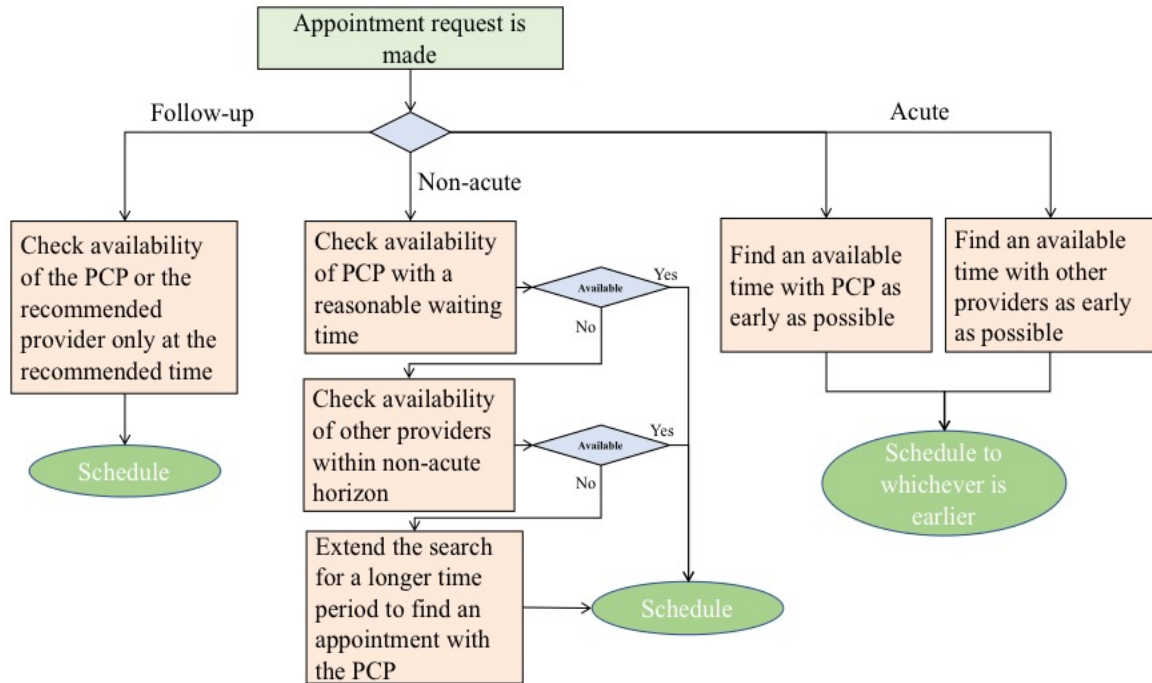 Appointment request is
made
Follow-up
Acute
Non-acute
Check availability
of the PCP or the
recommended
provider only at the
recommended time
Schedule
Check availability
of PCP with a
reasonable waiting
time
Available
Yes
No
Check availability
of other providers
within non-acute
horizon
Available
Yes
No
Extend the search
for a longer time
period to find an
appointment with
the PCP
Schedule
Find an available
time with PCP as
early as possible
Find an available
time with other
providers as early
as possible
Schedule to
whichever is
earlier